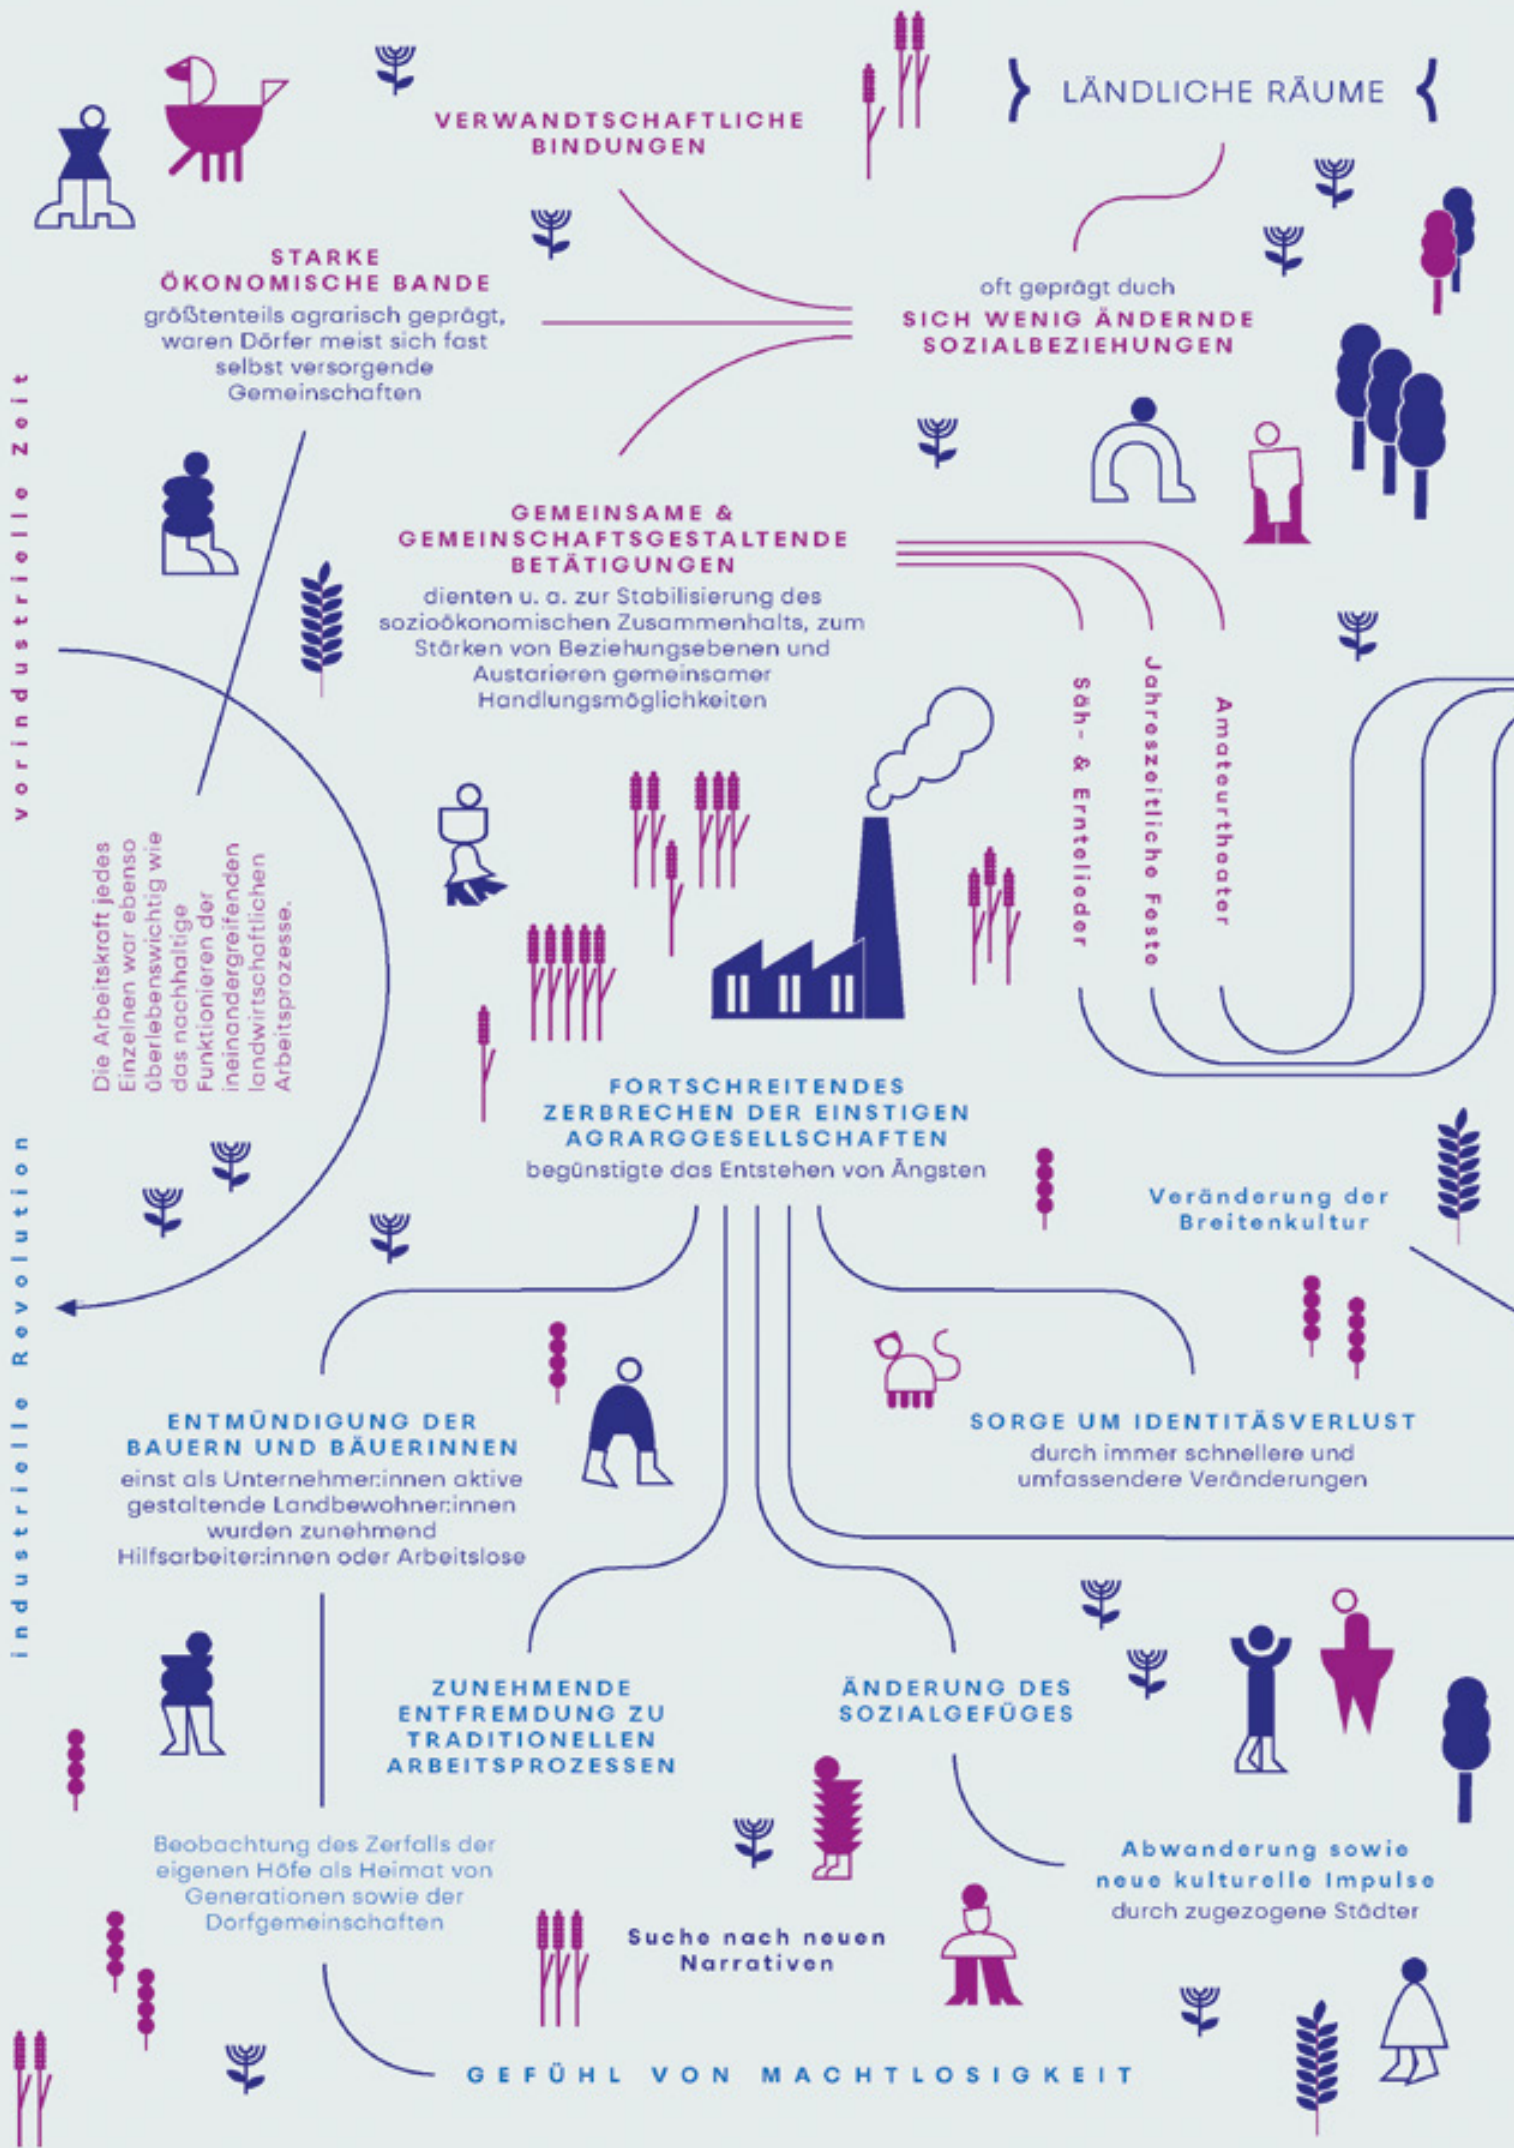 LÄNDLICHE RÄUME
VERWANDTSCHAFTLICHE
BINDUNGEN
STARKE
ÖKONOMISCHE BANDE
größtenteils agrarisch geprägt,
waren Dörfer meist sich fast
selbst versorgende
Gemeinschaften
oft geprägt duch
SICH WENIG ÄNDERNDE
SOZIALBEZIEHUNGEN
vorindustrielle Zeit
GEMEINSAME &
GEMEINSCHAFTSGESTALTENDE
BETÄTIGUNGEN
dienten u. a. zur Stabilisierung des
sozioökonomischen Zusammenhalts, zum
Stärken von Beziehungsebenen und
Austarieren gemeinsamer
Handlungsmöglichkeiten
Säh- & Erntelieder
Jahreszeitliche Feste
Amateurtheater
Die Arbeitskraft jedes
Einzelnen war ebenso
überlebenswichtig wie
das nachhaltige
Funktionieren der
ineinandergreifenden
landwirtschaftlichen
Arbeitsprozesse.
industrielle Revolution
FORTSCHREITENDES
ZERBRECHEN DER EINSTIGEN
AGRARGGESELLSCHAFTEN
begünstigte das Entstehen von Ängsten
Veränderung der
Breitenkultur
ENTMÜNDIGUNG DER
BAUERN UND BÄUERINNEN
einst als Unternehmer:innen aktive
gestaltende Landbewohner:innen
wurden zunehmend
Hilfsarbeiter:innen oder Arbeitslose
SORGE UM IDENTITÄSVERLUST
durch immer schnellere und
umfassendere Veränderungen
ZUNEHMENDE
ENTFREMDUNG ZU
TRADITIONELLEN
ARBEITSPROZESSEN
ÄNDERUNG DES
SOZIALGEFÜGES
Beobachtung des Zerfalls der
eigenen Höfe als Heimat von
Generationen sowie der
Dorfgemeinschaften
Abwanderung sowie
neue kulturelle Impulse
durch zugezogene Städter
Suche nach neuen
Narrativen
GEFÜHL VON MACHTLOSIGKEIT